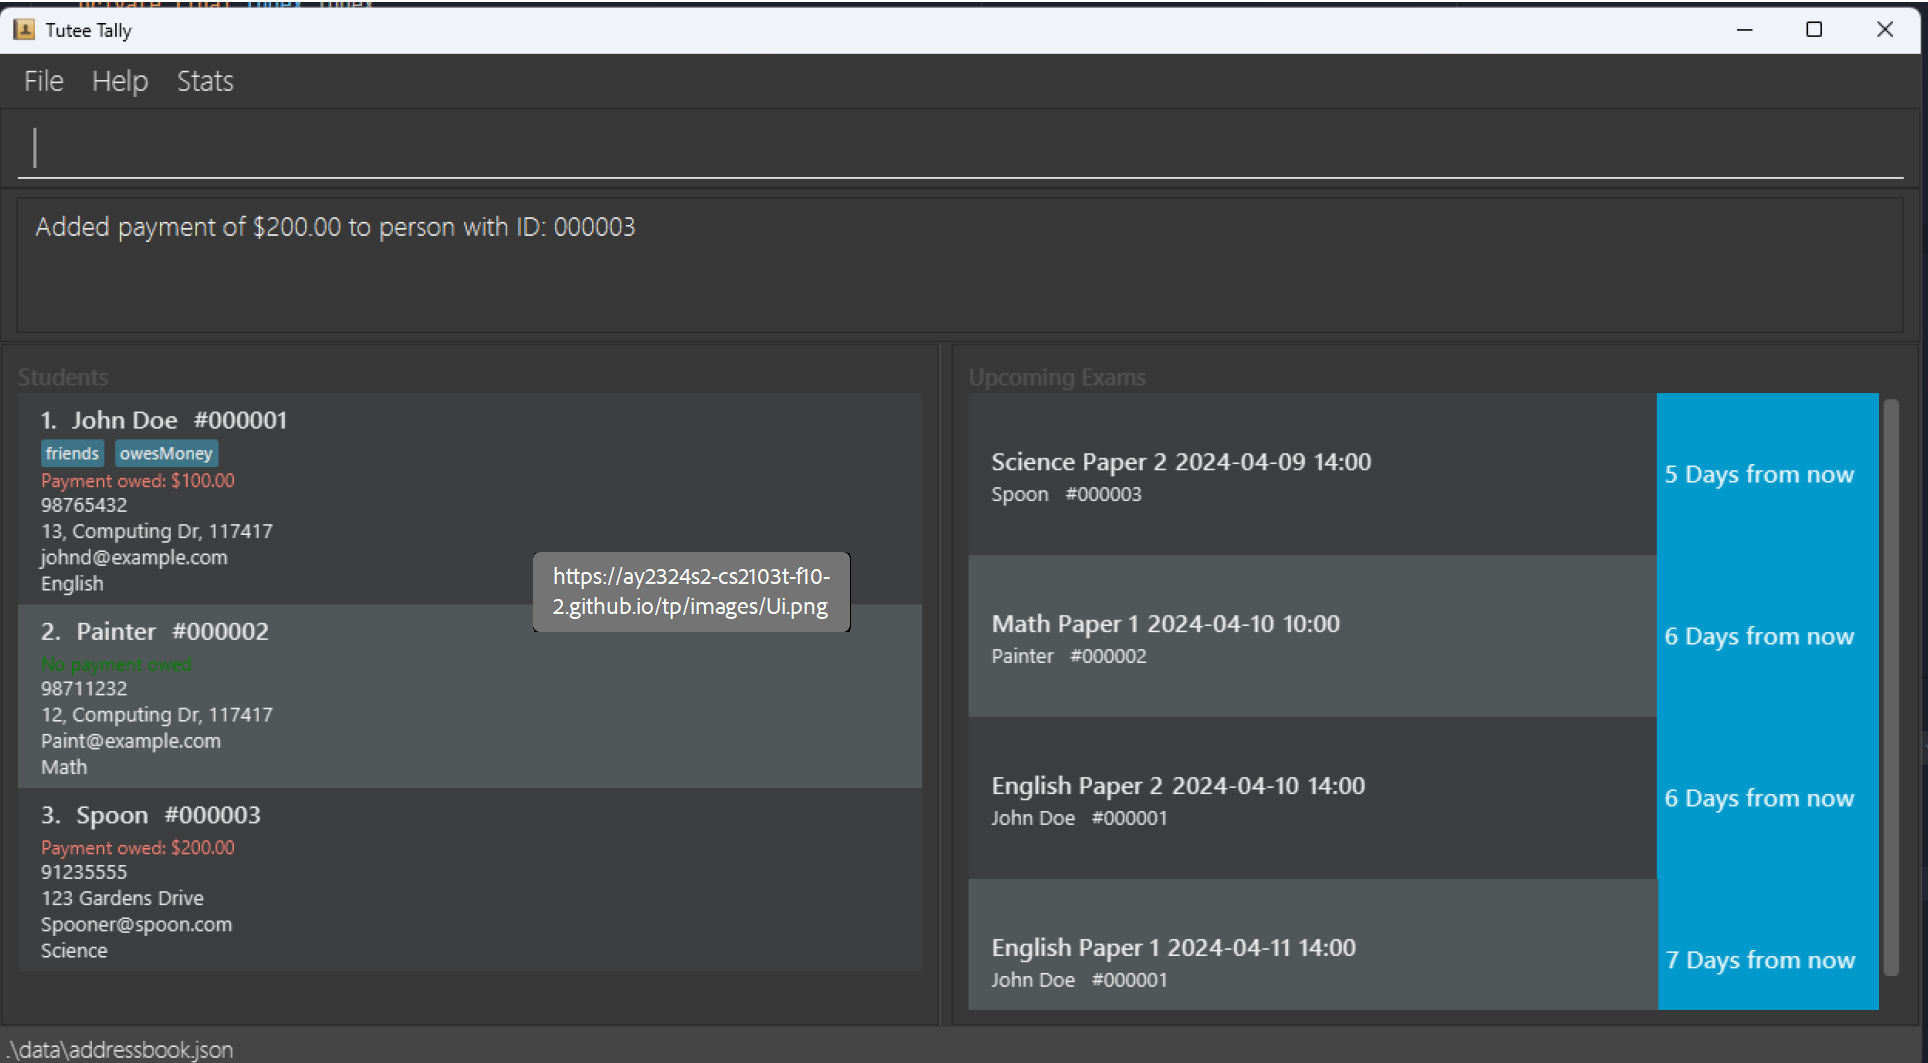 private final Index index
Tutee Tally
File Help Stats
Added payment of $200.00 to person with ID: 000003
Students
1. John Doe #000001
friends owesMoney
Payment owed: $100.00
98765432
13, Computing Dr, 117417
johnd@example.com
English
https://ay2324s2-cs2103t-f10-
2.github.io/tp/images/Ui.png
2. Painter #000002
No payment owed
98711232
12, Computing Dr, 117417
Paint@example.com
Math
3. Spoon #000003
Payment owed: $200.00
91235555
123 Gardens Drive
Spooner@spoon.com
Science
Upcoming Exams
Science Paper 2 2024-04-09 14:00
Spoon #000003
5 Days from now
Math Paper 1 2024-04-10 10:00
Painter #000002
6 Days from now
English Paper 2 2024-04-10 14:00
John Doe #000001
6 Days from now
English Paper 1 2024-04-11 14:00
John Doe #000001
7 Days from now
.\data\addressbook.json